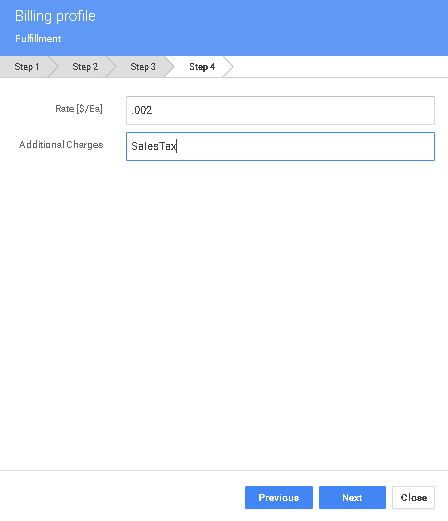 Billing profile
Fulfillment
Step 1 Step 2 Step 3 Step 4
Rate [$/Ea] .002
Additional Charges SalesTax
Previous Next Close